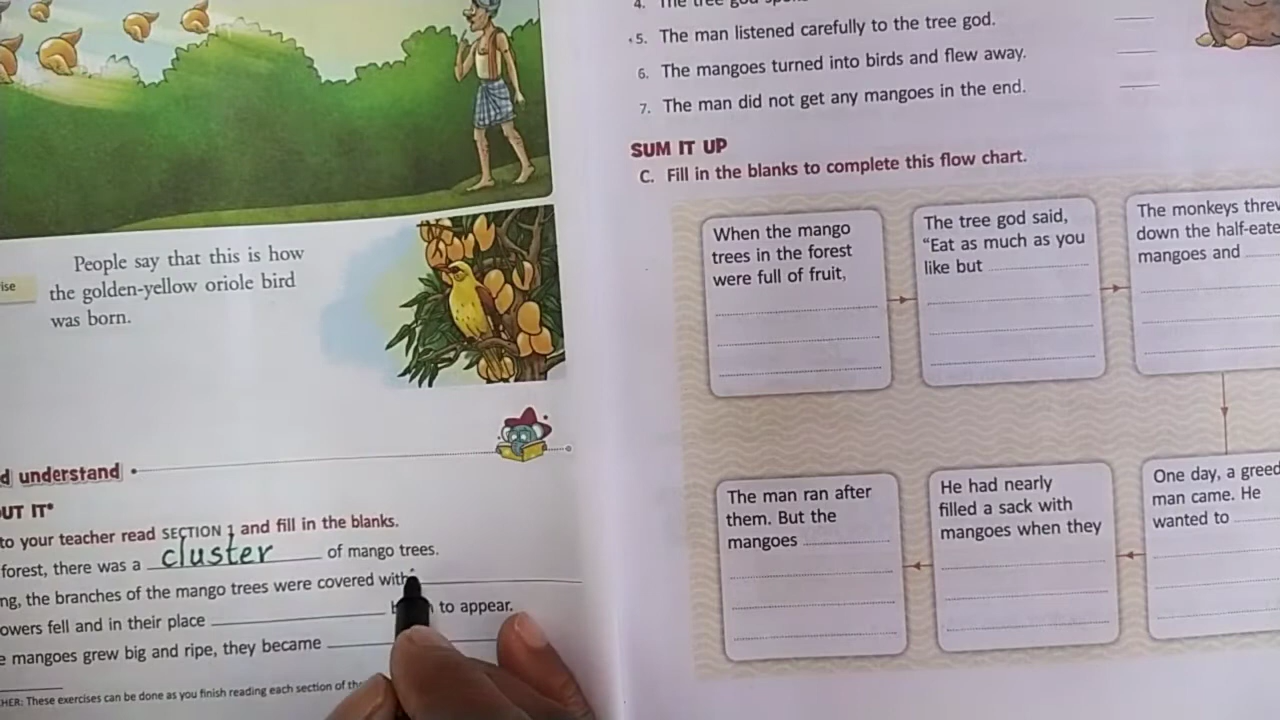 ise
People say that this is how
the golden-yellow oriole bird
was born.
d understand
UT IT*
to your teacher read SECTION 1 and fill in the blanks.
forest, there was a cluster of mango trees.
ng, the branches of the mango trees were covered with
owers fell and in their place to appear.
e mangoes grew big and ripe, they became
HER: These exercises can be done as you finish reading each section of
4. The tree god
5. The man listened carefully to the tree god.
6. The mangoes turned into birds and flew away.
7. The man did not get any mangoes in the end.
SUM IT UP
C. Fill in the blanks to complete this flow chart.
When the mango
trees in the forest
were full of fruit,
The tree god said,
“Eat as much as you
like but
The monkeys threw
down the half-eate
mangoes and
The man ran after
them. But the
mangoes
He had nearly
filled a sack with
mangoes when they
One day, a greed
man came. He
wanted to